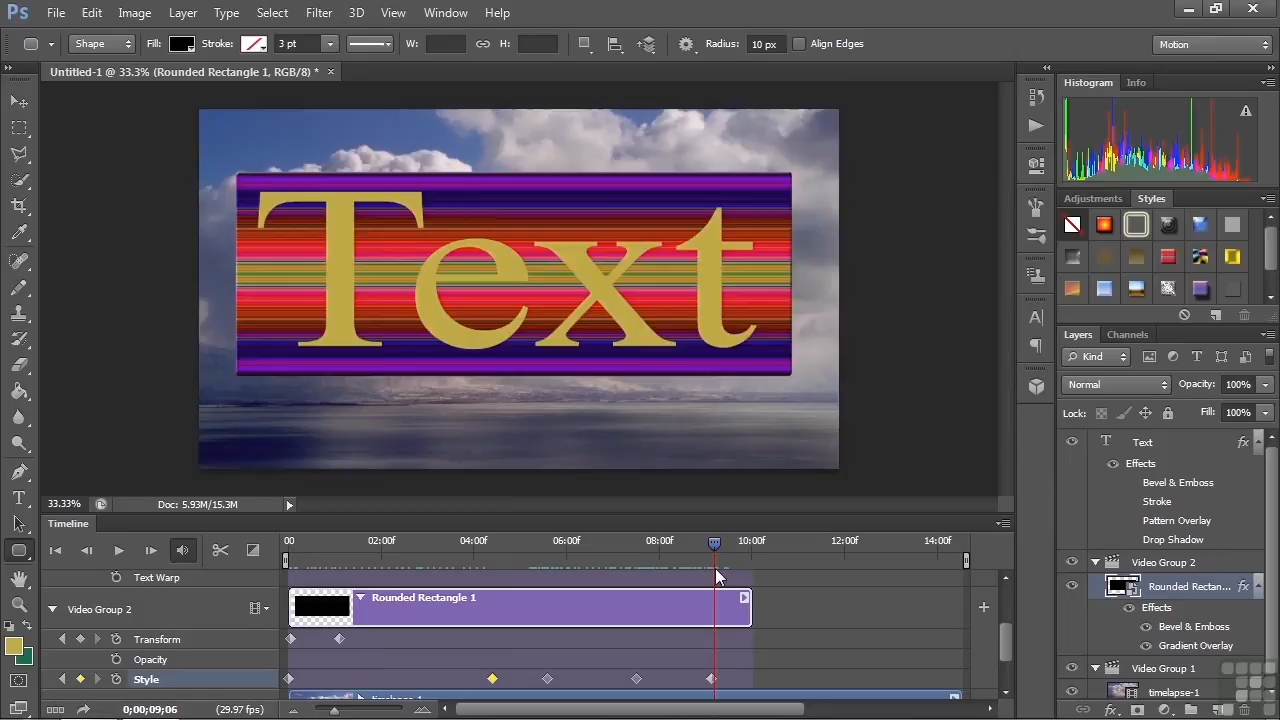 Ps File Edit Image Layer Type Select Filter 3D View Window Help
Shape Fill: Stroke: 3 pt W: H: Radius: 10 px Align Edges Motion
Untitled-1 @ 33.3% (Rounded Rectangle 1, RGB/8) * ×
Histogram Info
Text
Adjustments Styles
Layers Channels
Kind
Normal Opacity: 100%
Lock: Fill: 100%
T Text fx
Effects
Bevel & Emboss
Stroke
Pattern Overlay
Drop Shadow
Video Group 2
Rounded Rectan... fx
Effects
Bevel & Emboss
Gradient Overlay
Video Group 1
timelapse-1
33.33% Doc: 5.93M/15.3M
Timeline
00 02:00f 04:00f 06:00f 08:00f 10:00f 12:00f 14:00f
Text Warp
Video Group 2 Rounded Rectangle 1
Transform
Opacity
Style
timelapse-1
0;00;09;06 (29.97 fps)